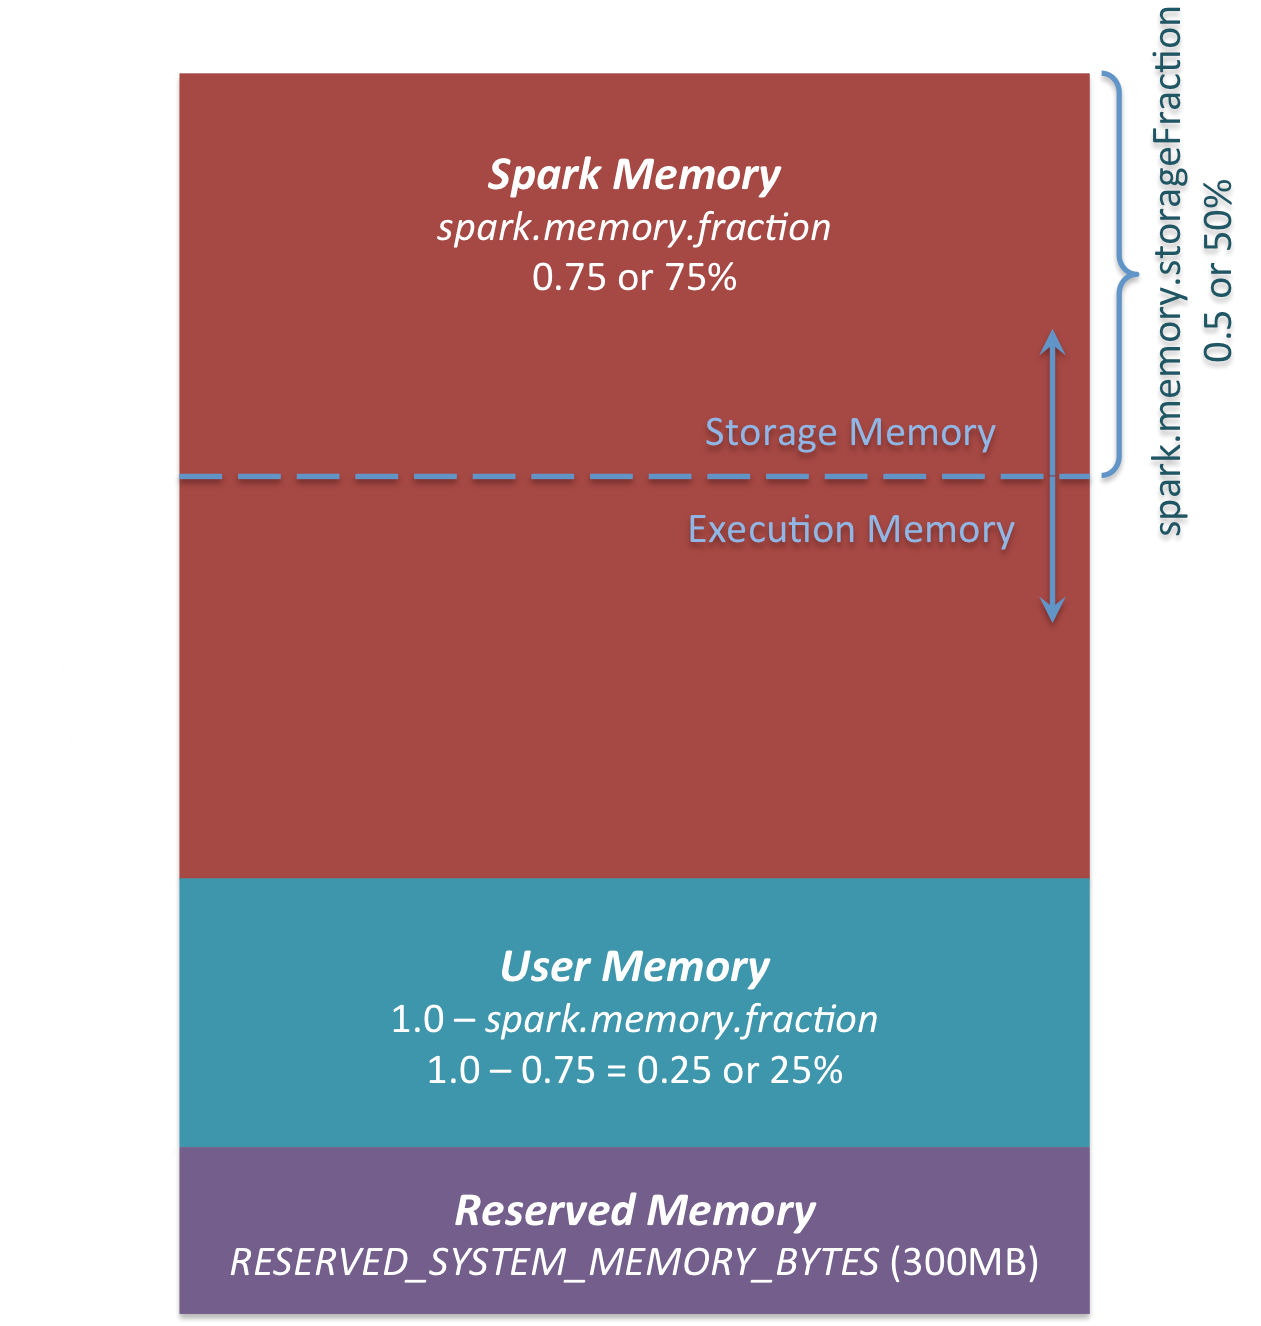 Spark Memory
spark.memory.fraction
0.75 or 75%
Storage Memory
Execution Memory
spark.memory.storageFraction
0.5 or 50%
User Memory
1.0 – spark.memory.fraction
1.0 – 0.75 = 0.25 or 25%
Reserved Memory
RESERVED_SYSTEM_MEMORY_BYTES (300MB)